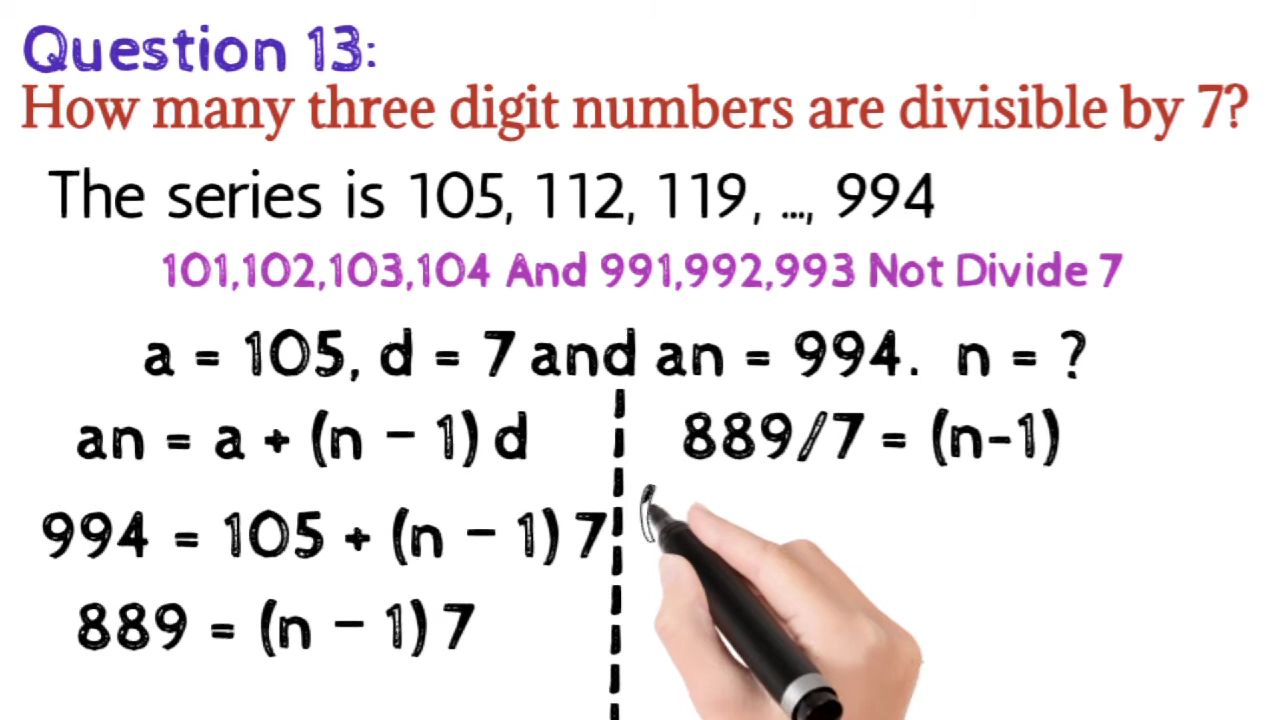 Question 13:
How many three digit numbers are divisible by 7?
The series is 105, 112, 119, ..., 994
101,102,103,104 And 991,992,993 Not Divide 7
a = 105, d = 7 and an = 994. n = ?
an = a + (n − 1) d
994 = 105 + (n − 1) 7
889 = (n − 1) 7
889/7 = (n-1)
(